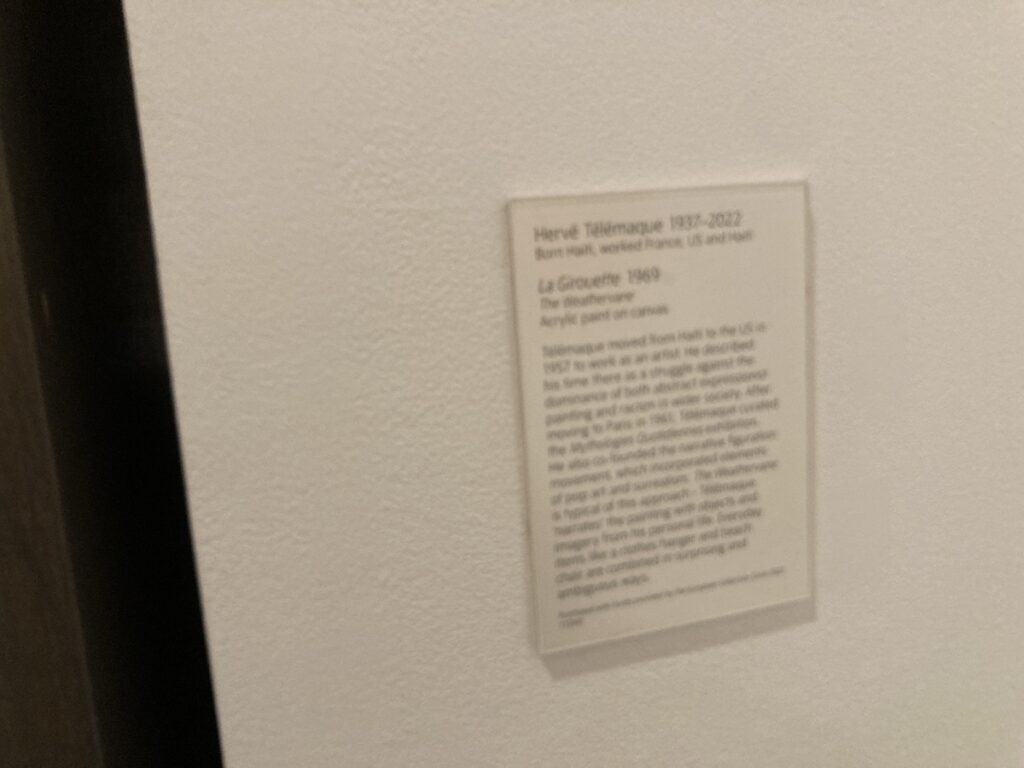 Hervé Télémaque 1937–2022
Born Haiti, worked France, US and Haiti
La Girouette 1969
The Weathervane
Acrylic paint on canvas
Télémaque moved from Haiti to the US in
1957 to work as an artist. He described
his time there as a struggle against the
dominance of both abstract expressionist
painting and racism in wider society. After
moving to Paris in 1961, Télémaque curated
the Mythologies Quotidiennes exhibition.
He also co-founded the narrative figuration
movement, which incorporated elements
of pop art and surrealism. The Weathervane
is typical of this approach – Télémaque
'narrates' the painting with objects and
imagery from his personal life. Everyday
items like a clothes hanger and beach
chair are combined in surprising and
ambiguous ways.
Purchased with funds provided by